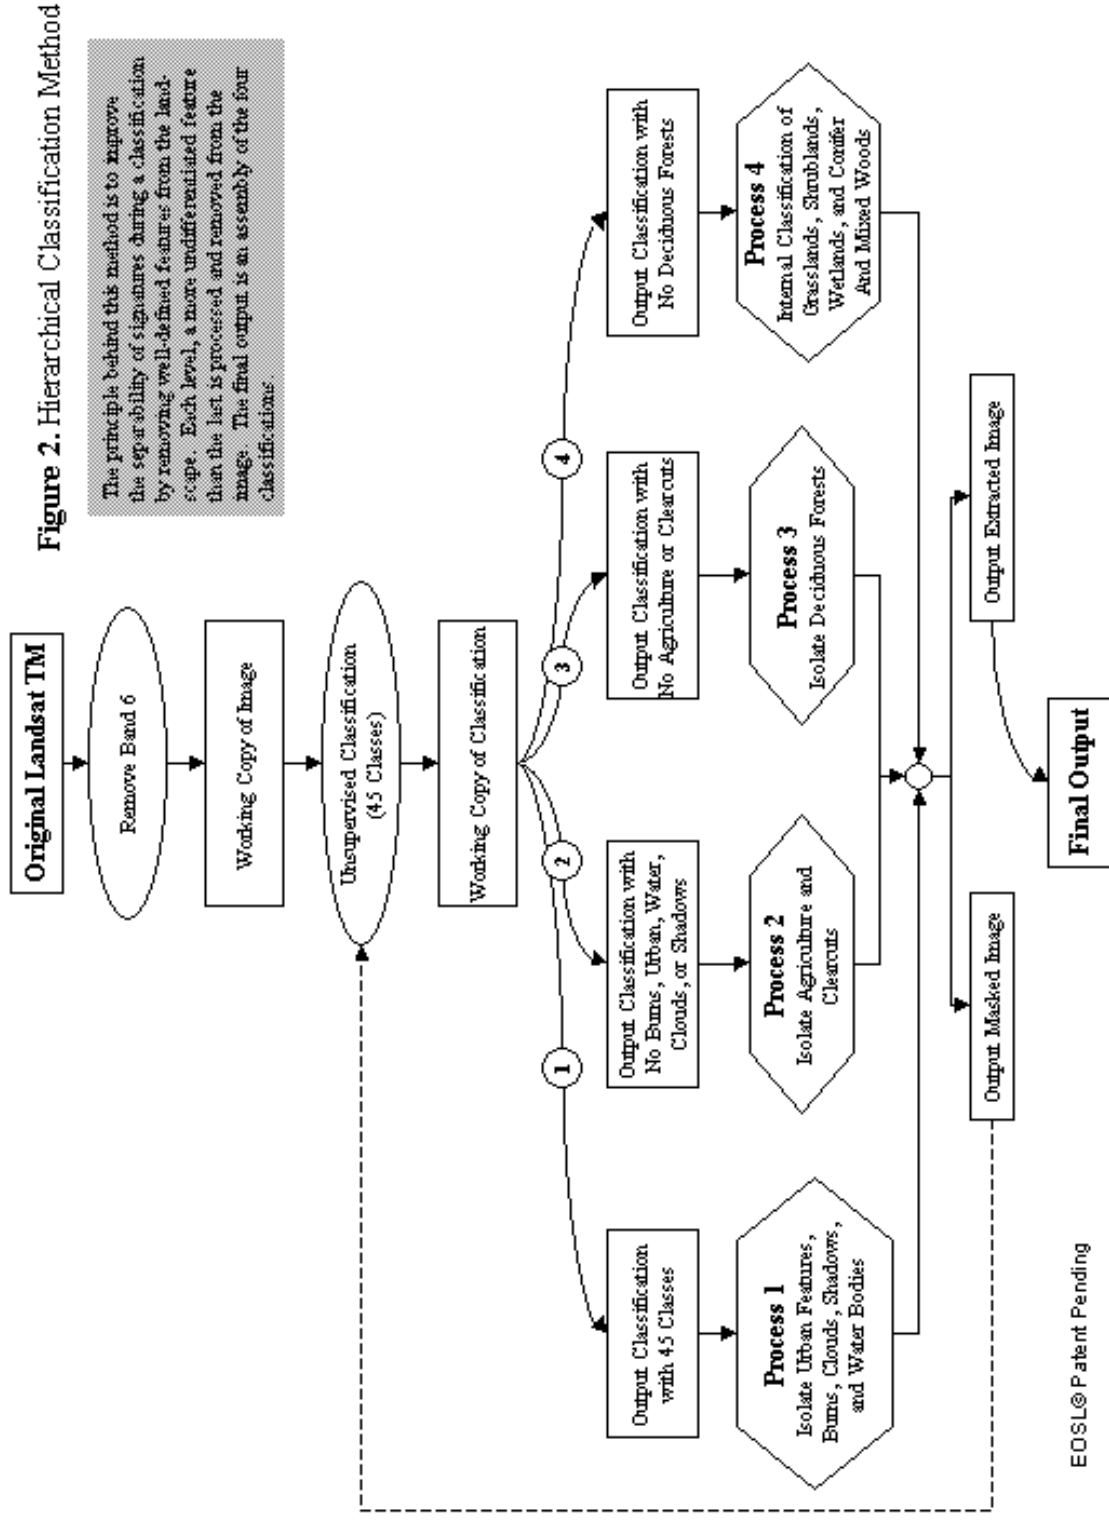 Figure 2. Hierarchical Classification Method
The principle behind this method is to improve
the separability of signatures during a classification
by removing well-defined features from the land-
scape. Each level, a more undifferentiated feature
than the last is processed and removed from the
image. The final output is an assembly of the four
classifications.
Original Landsat TM
Remove Band 6
Working Copy of Image
Unsupervised Classification
(45 Classes)
Working Copy of Classification
1
2
3
4
Output Classification
with 45 Classes
Output Classification with
No Burns, Urban, Water,
Clouds, or Shadows
Output Classification with
No Agriculture or Clearcuts
Output Classification with
No Deciduous Forests
Process 1
Isolate Urban Features,
Burns, Clouds, Shadows,
and Water Bodies
Process 2
Isolate Agriculture and
Clearcuts
Process 3
Isolate Deciduous Forests
Process 4
Internal Classification of
Grasslands, Shrublands,
Wetlands, and Conifer
And Mixed Woods
Output Masked Image
Output Extracted Image
Final Output
EOSL® Patent Pending